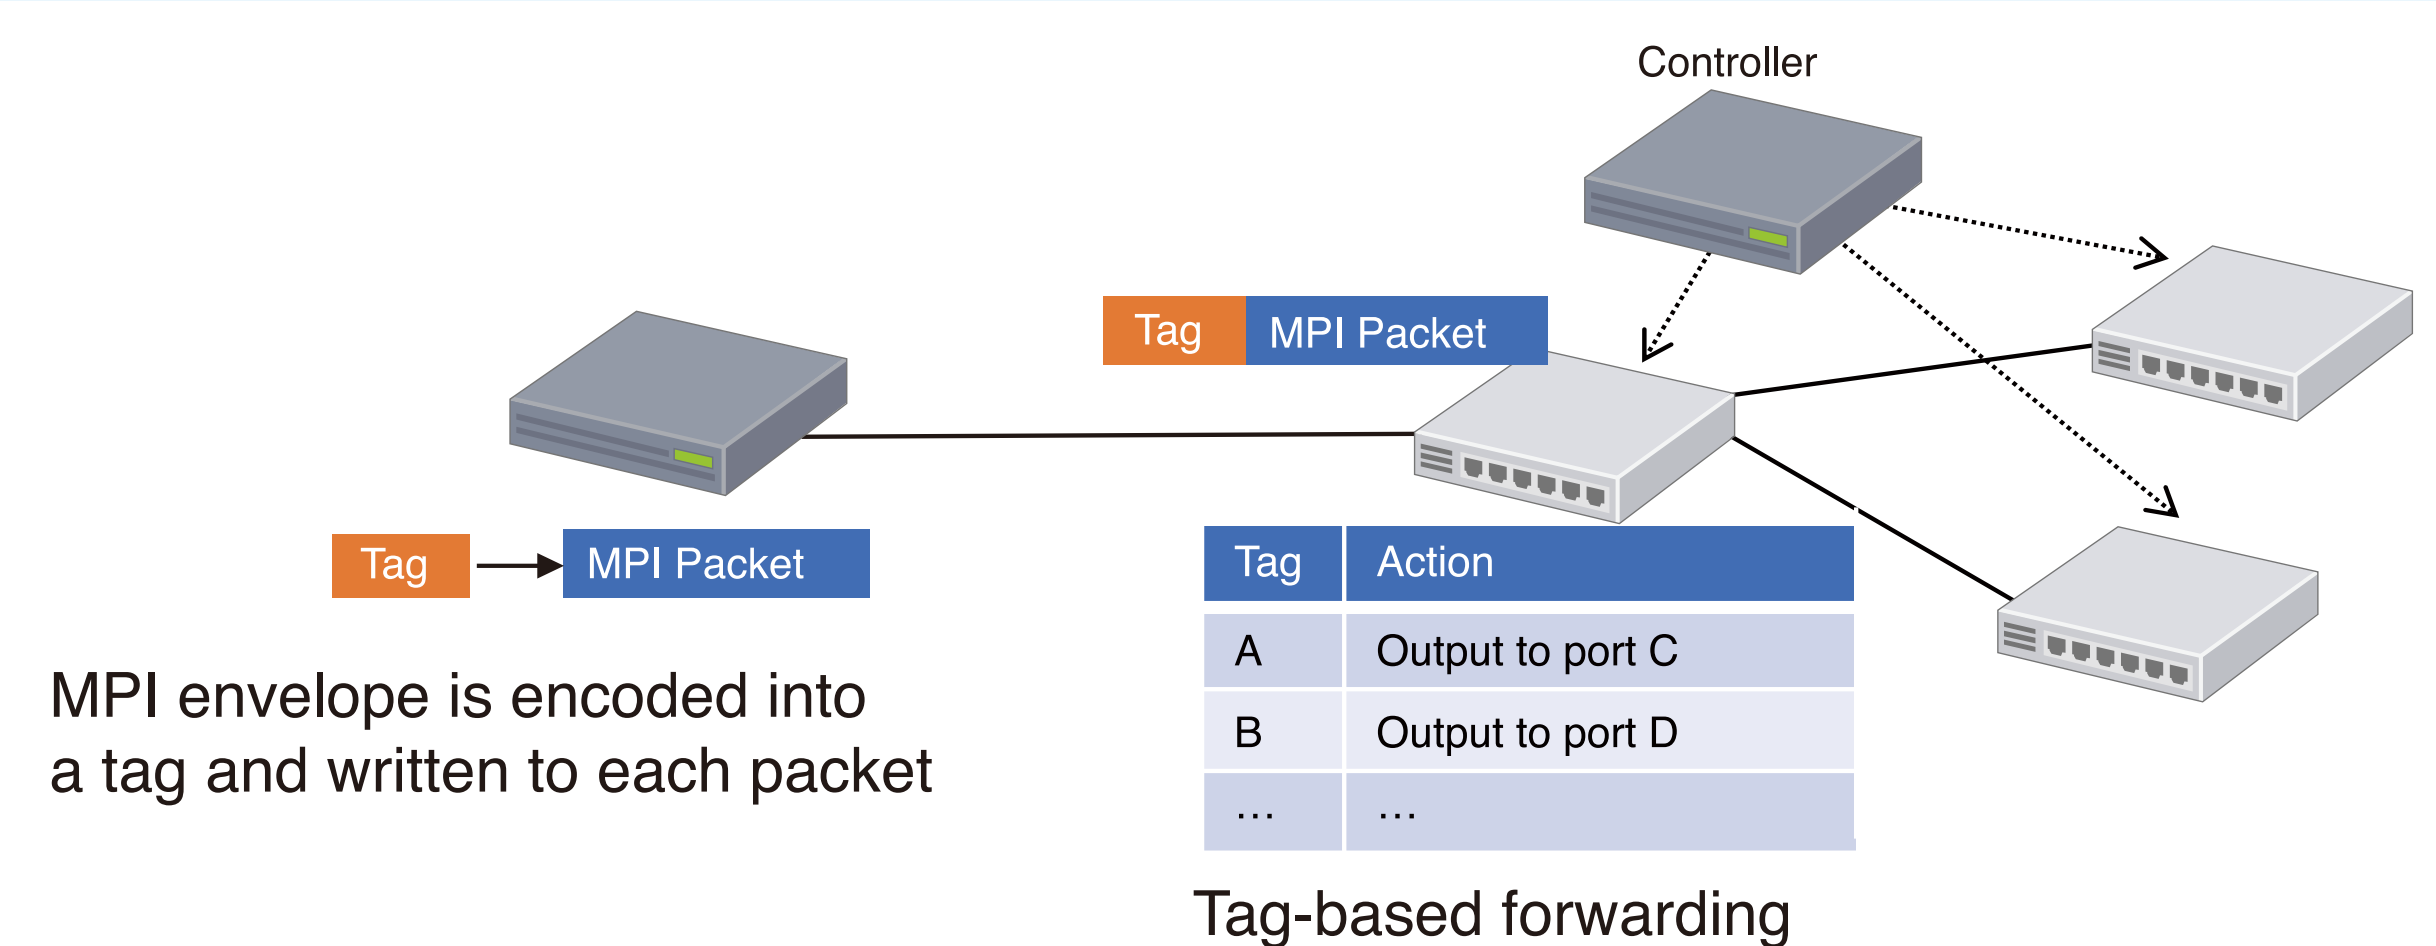 Controller
Tag MPI Packet
Tag MPI Packet
MPI envelope is encoded into
a tag and written to each packet
Tag Action
A Output to port C
B Output to port D
… …
Tag-based forwarding